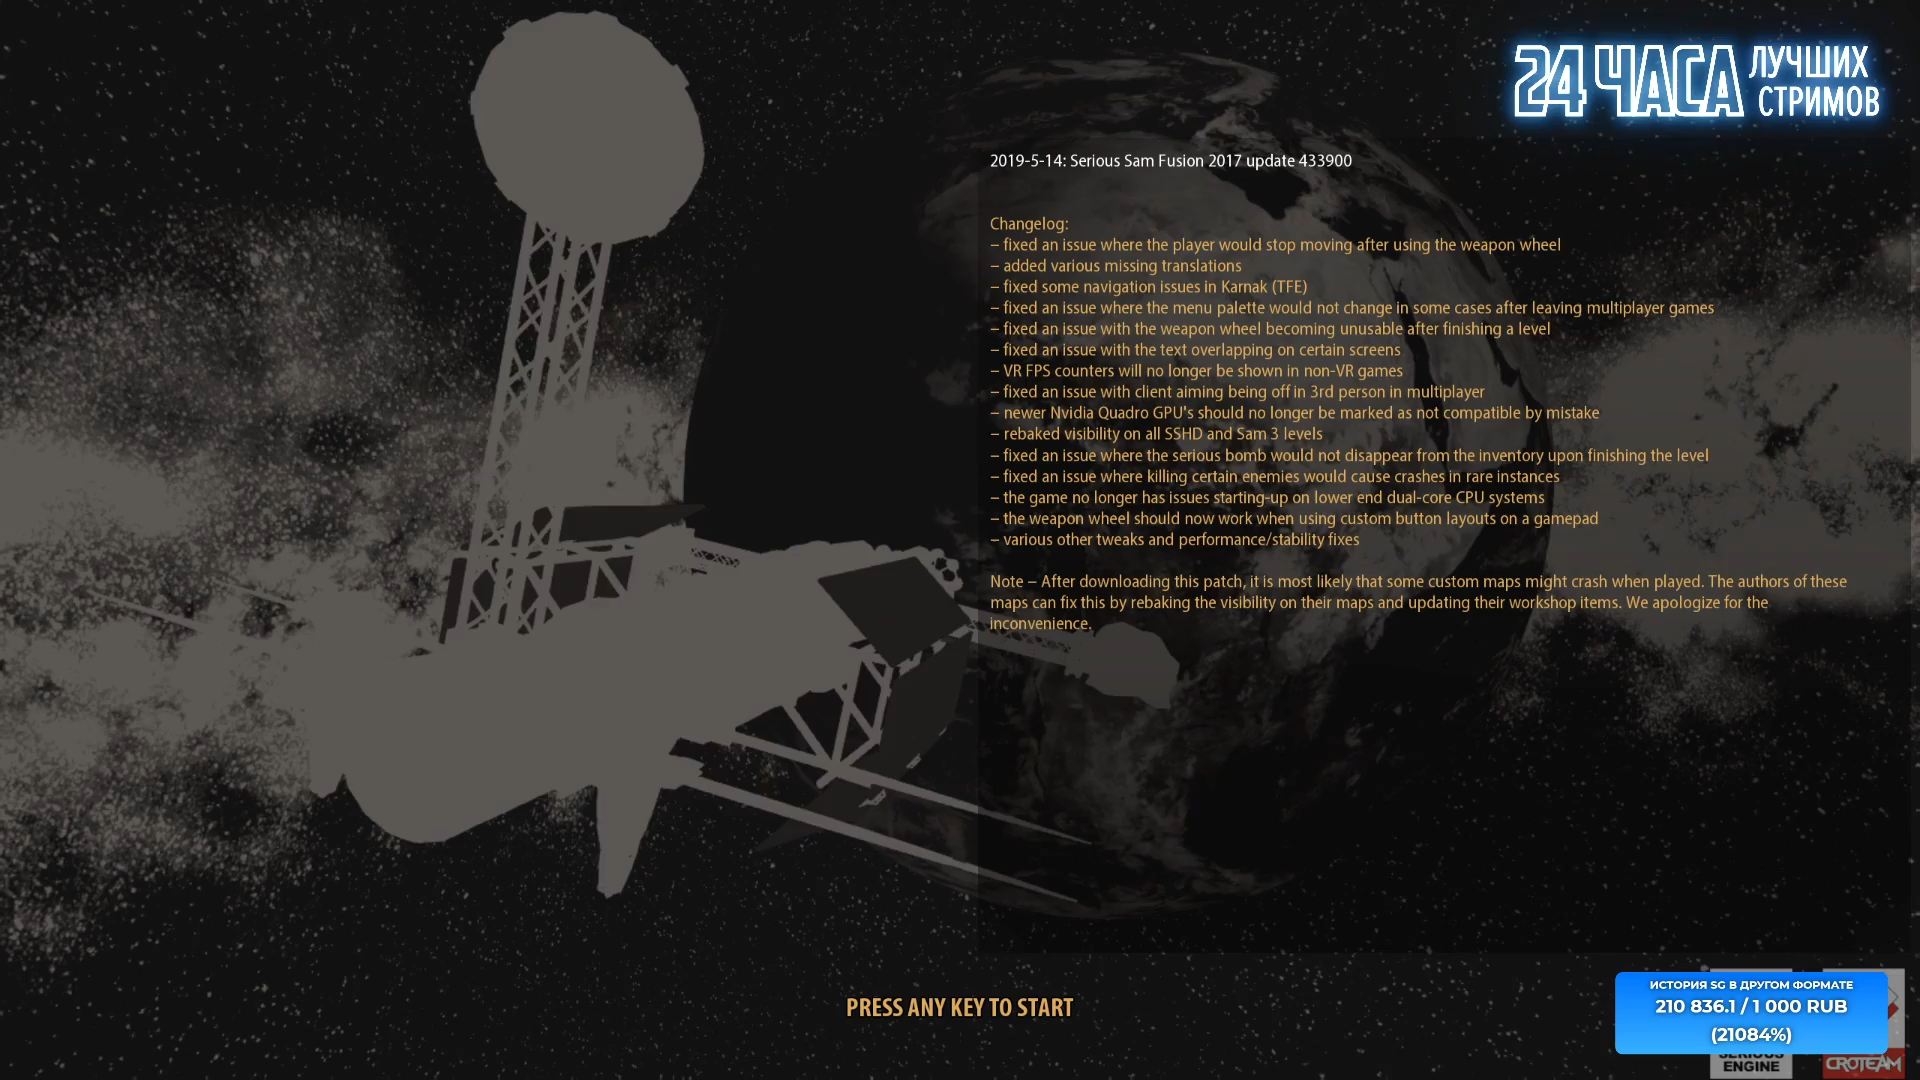 24 ЧАСА ЛУЧШИХ СТРИМОВ
2019-5-14: Serious Sam Fusion 2017 update 433900
Changelog:
– fixed an issue where the player would stop moving after using the weapon wheel
– added various missing translations
– fixed some navigation issues in Karnak (TFE)
– fixed an issue where the menu palette would not change in some cases after leaving multiplayer games
– fixed an issue with the weapon wheel becoming unusable after finishing a level
– fixed an issue with the text overlapping on certain screens
– VR FPS counters will no longer be shown in non-VR games
– fixed an issue with client aiming being off in 3rd person in multiplayer
– newer Nvidia Quadro GPU's should no longer be marked as not compatible by mistake
– rebaked visibility on all SSHD and Sam 3 levels
– fixed an issue where the serious bomb would not disappear from the inventory upon finishing the level
– fixed an issue where killing certain enemies would cause crashes in rare instances
– the game no longer has issues starting-up on lower end dual-core CPU systems
– the weapon wheel should now work when using custom button layouts on a gamepad
– various other tweaks and performance/stability fixes
Note – After downloading this patch, it is most likely that some custom maps might crash when played. The authors of these
maps can fix this by rebaking the visibility on their maps and updating their workshop items. We apologize for the
inconvenience.
PRESS ANY KEY TO START
ИСТОРИЯ SG В ДРУГОМ ФОРМАТЕ
210 836.1 / 1 000 RUB
(21084%)
SERIOUS
ENGINE
CROTEAM